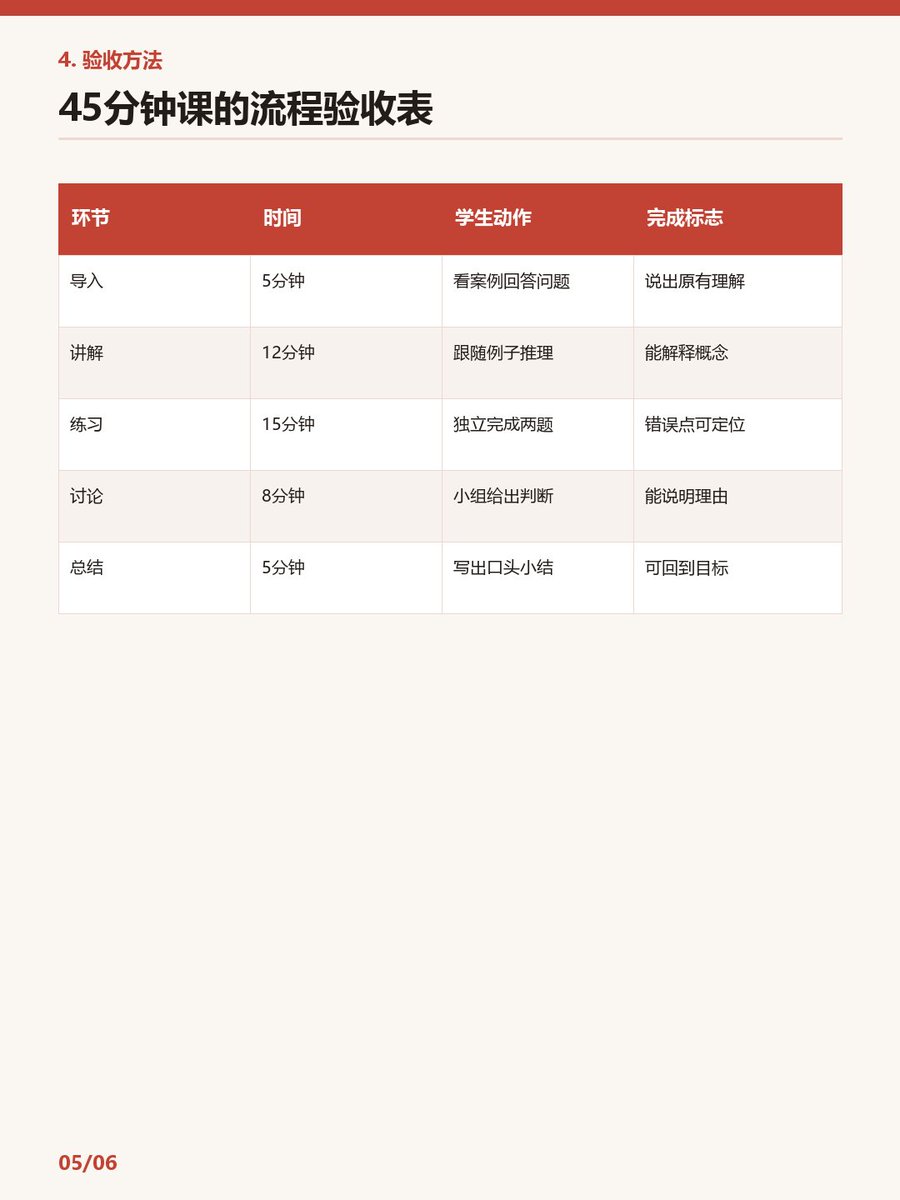 4. 验收方法
45分钟课的流程验收表
环节 时间 学生动作 完成标志
导入 5分钟 看案例回答问题 说出原有理解
讲解 12分钟 跟随例子推理 能解释概念
练习 15分钟 独立完成两题 错误点可定位
讨论 8分钟 小组给出判断 能说明理由
总结 5分钟 写出口头小结 可回到目标
05/06